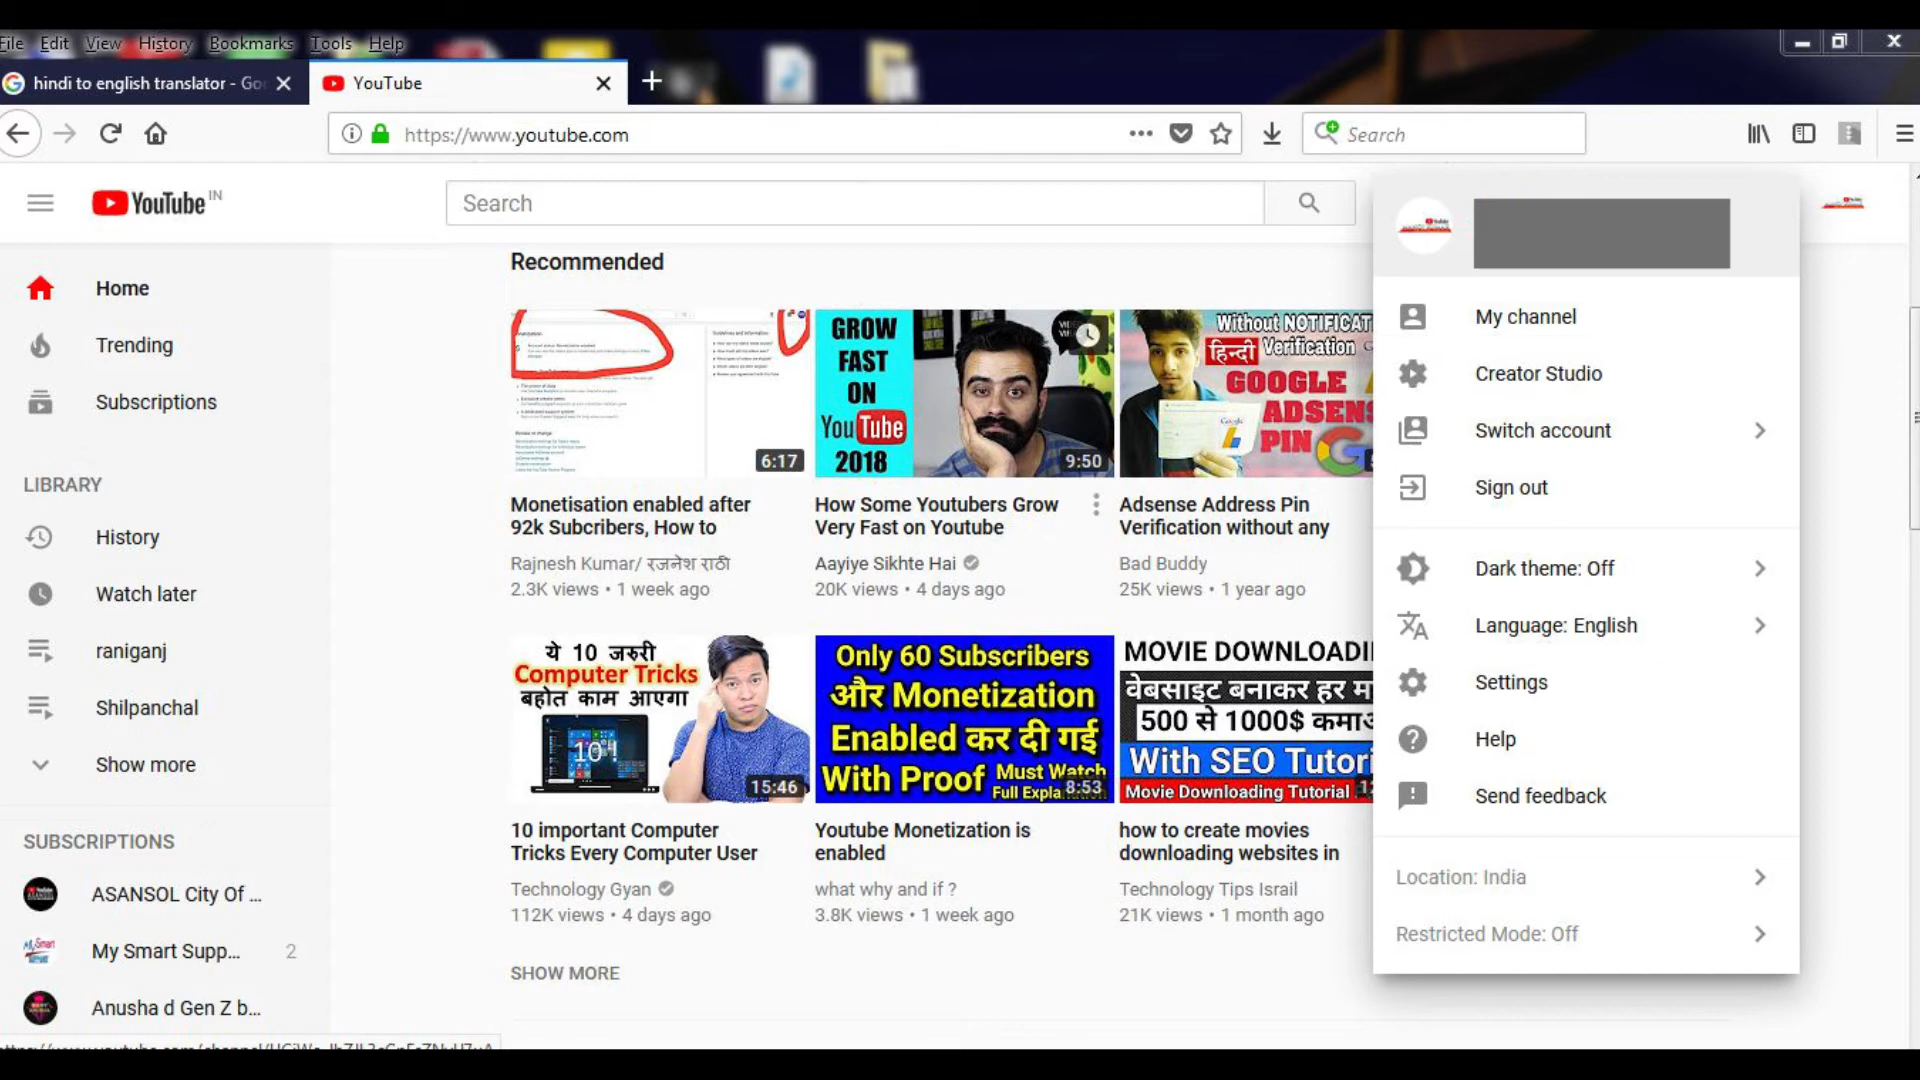 File Edit View History Bookmarks Tools Help
hindi to english translator - Go
YouTube
https://www.youtube.com
Search
YouTube IN
Search
Home
Trending
Subscriptions
LIBRARY
History
Watch later
raniganj
Shilpanchal
Show more
SUBSCRIPTIONS
ASANSOL City Of ...
My Smart Supp... 2
Anusha d Gen Z b...
Recommended
6:17
Monetisation enabled after
92k Subcribers, How to
Rajnesh Kumar/ रजनेश राठी
2.3K views • 1 week ago
GROW
FAST
ON
YouTube
2018
9:50
How Some Youtubers Grow
Very Fast on Youtube
Aayiye Sikhte Hai
20K views • 4 days ago
Without NOTIFICAT
हिन्दी Verification
GOOGLE
ADSENS
PIN
Google
Adsense Address Pin
Verification without any
Bad Buddy
25K views • 1 year ago
ये 10 जरुरी
Computer Tricks
बहोत काम आएगा
15:46
10 important Computer
Tricks Every Computer User
Technology Gyan
112K views • 4 days ago
Only 60 Subscribers
और Monetization
Enabled कर दी गई
With Proof Must Watch
8:53
Youtube Monetization is
enabled
what why and if ?
3.8K views • 1 week ago
MOVIE DOWNLOADI
वेबसाइट बनाकर हर म
500 से 1000$ कमाअ
With SEO Tutori
Movie Downloading Tutorial
how to create movies
downloading websites in
Technology Tips Israil
21K views • 1 month ago
SHOW MORE
My channel
Creator Studio
Switch account
Sign out
Dark theme: Off
Language: English
Settings
Help
Send feedback
Location: India
Restricted Mode: Off